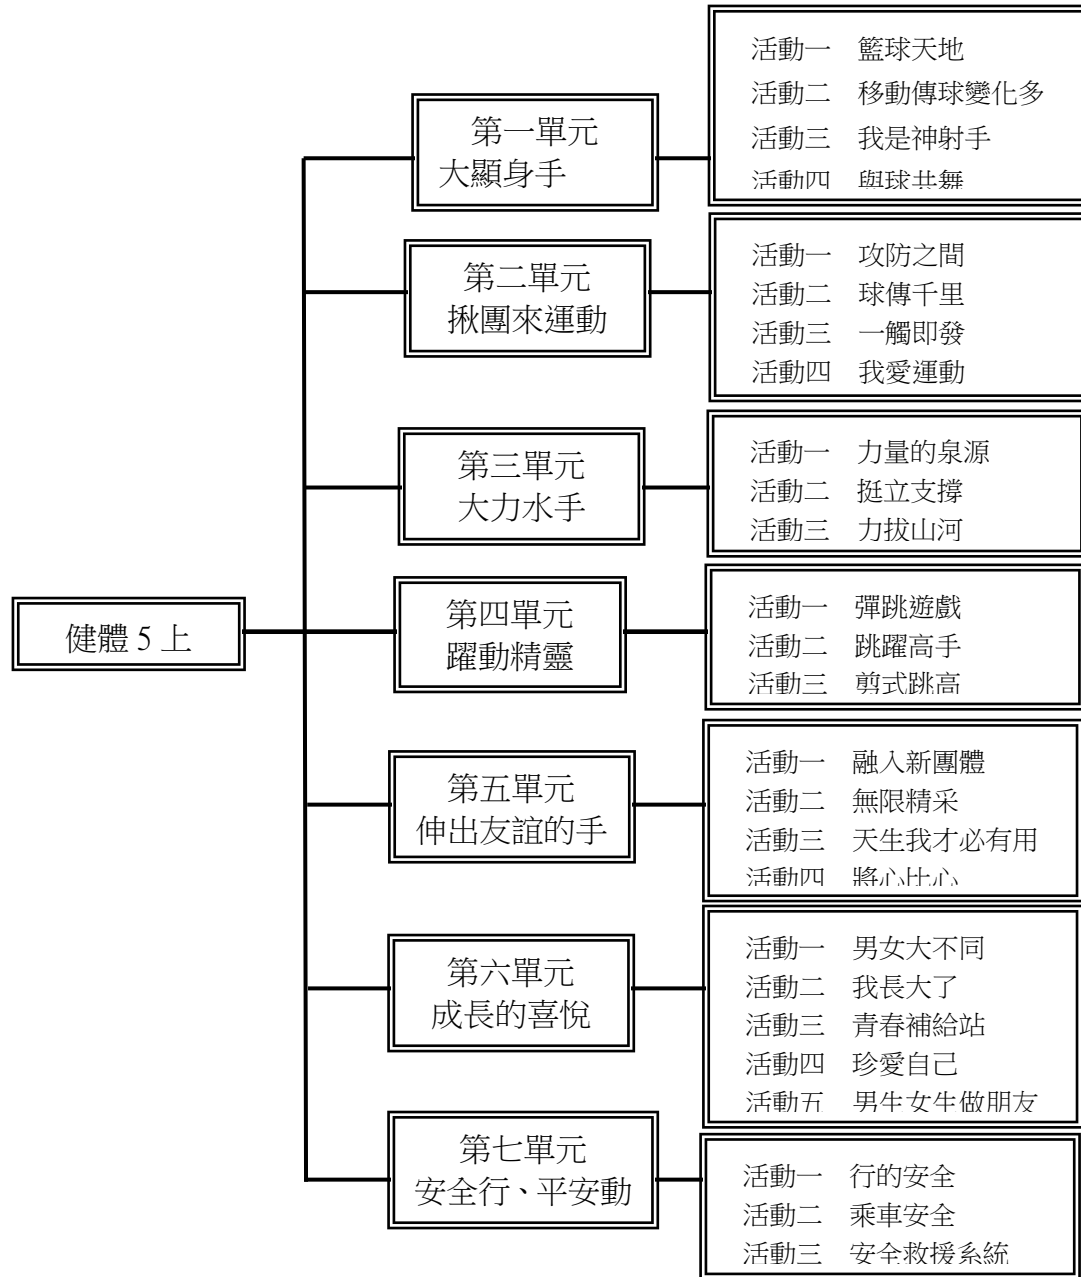 健體 5 上
第一單元
大顯身手
活動一　籃球天地
活動二　移動傳球變化多
活動三　我是神射手
活動四　與球共舞
第二單元
揪團來運動
活動一　攻防之間
活動二　球傳千里
活動三　一觸即發
活動四　我愛運動
第三單元
大力水手
活動一　力量的泉源
活動二　挺立支撐
活動三　力拔山河
第四單元
躍動精靈
活動一　彈跳遊戲
活動二　跳躍高手
活動三　剪式跳高
第五單元
伸出友誼的手
活動一　融入新團體
活動二　無限精采
活動三　天生我才必有用
活動四　將心比心
第六單元
成長的喜悅
活動一　男女大不同
活動二　我長大了
活動三　青春補給站
活動四　珍愛自己
活動五　男生女生做朋友
第七單元
安全行、平安動
活動一　行的安全
活動二　乘車安全
活動三　安全救援系統